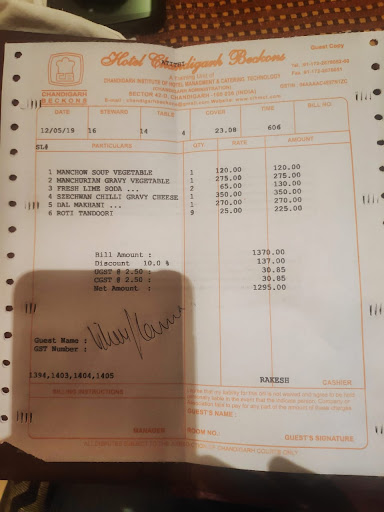 Guest Copy
Hotel Chandigarh Beckons
CHANDIGARH INSTITUTE OF HOTEL MANAGEMENT & CATERING TECHNOLOGY
(CHANDIGARH ADMINISTRATION)
SECTOR 42-D, CHANDIGARH
CHANDIGARH
BECKONS
DATE STEWARD TABLE COVER TIME BILL NO.
12/05/19 16 14 4 23.08 606
SL# PARTICULARS QTY RATE AMOUNT
1 MANCHOW SOUP VEGETABLE 1 120.00 120.00
2 MANCHURIAN GRAVY VEGETABLE 1 275.00 275.00
3 FRESH LIME SODA ... 2 65.00 130.00
4 SZECHWAN CHILLI GRAVY CHEESE 1 350.00 350.00
5 DAL MAKHANI ... 1 270.00 270.00
6 ROTI TANDOORI 9 25.00 225.00
Bill Amount : 1370.00
Discount 10.0 % 137.00
UGST @ 2.50 : 30.85
CGST @ 2.50 : 30.85
Net Amount : 1295.00
Guest Name :
GST Number :
1394,1403,1404,1405
RAKESH CASHIER
BILLING INSTRUCTIONS :
GUEST'S NAME :
MANAGER ROOM NO.: GUEST'S SIGNATURE